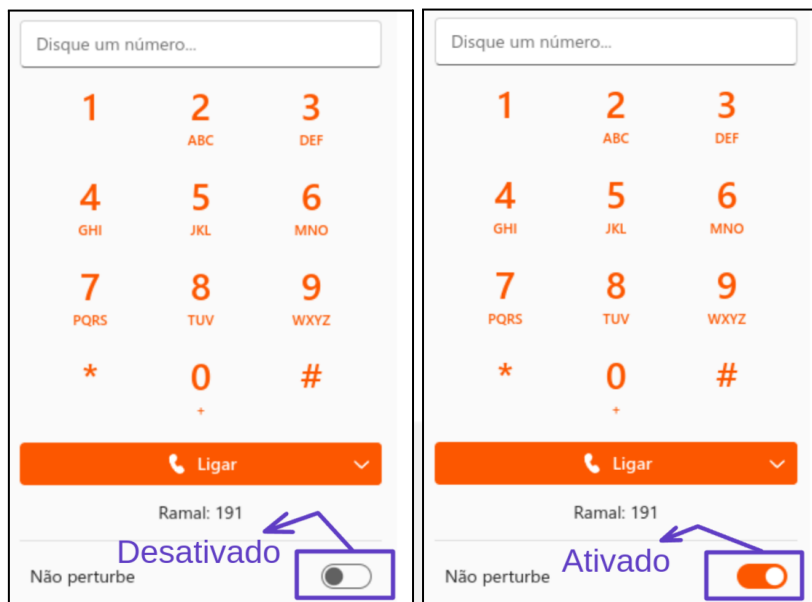 Disque um número...
1 2 3
ABC DEF
4 5 6
GHI JKL MNO
7 8 9
PQRS TUV WXYZ
* 0 #
+
Ligar
Ramal: 191
Desativado
Não perturbe
Disque um número...
1 2 3
ABC DEF
4 5 6
GHI JKL MNO
7 8 9
PQRS TUV WXYZ
* 0 #
+
Ligar
Ramal: 191
Ativado
Não perturbe